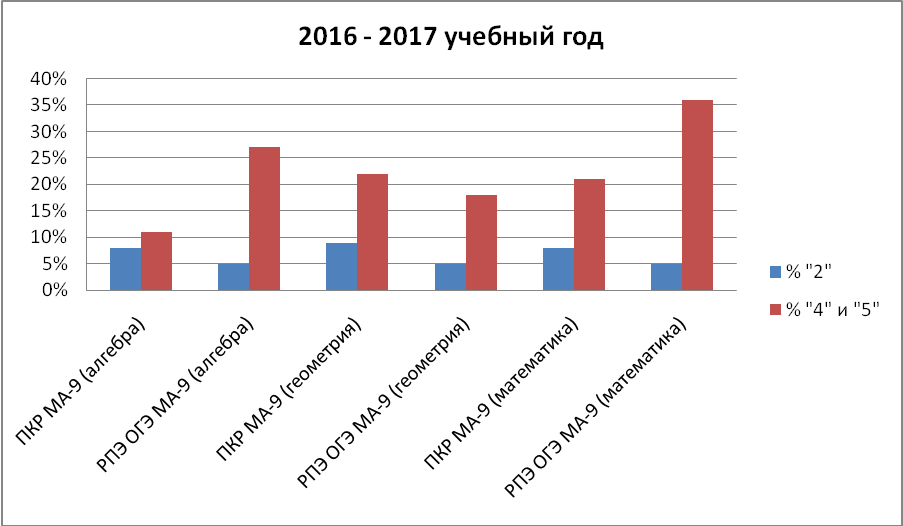 2016 - 2017 учебный год
40%
35%
30%
25%
20%
15%
10%
5%
0%
ПКР МА-9 (алгебра)
РПЭ ОГЭ МА-9 (алгебра)
ПКР МА-9 (геометрия)
РПЭ ОГЭ МА-9 (геометрия)
ПКР МА-9 (математика)
РПЭ ОГЭ МА-9 (математика)
% "2"
% "4" и "5"